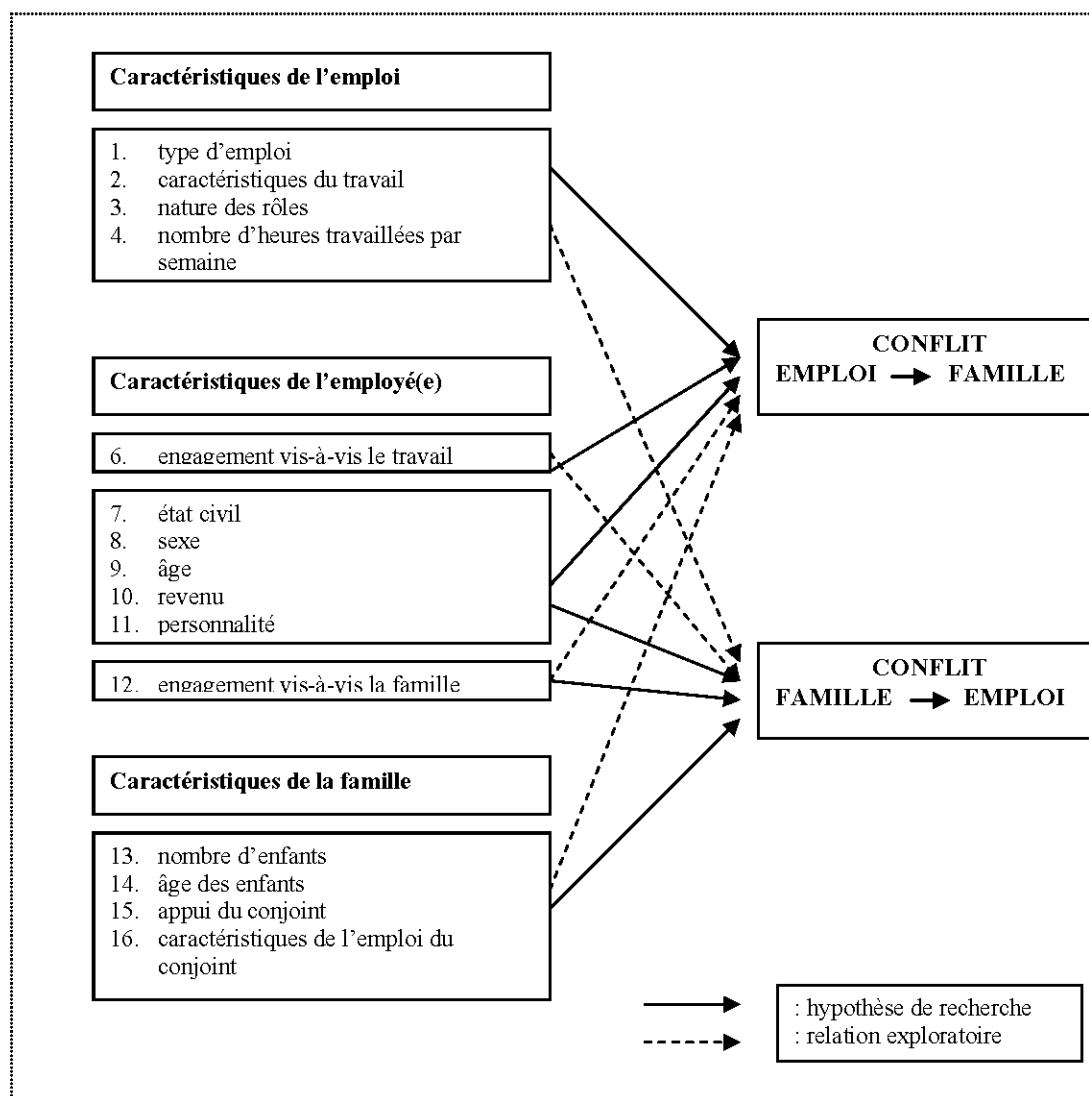 Caractéristiques de l’emploi
1. type d’emploi
2. caractéristiques du travail
3. nature des rôles
4. nombre d’heures travaillées par
semaine
Caractéristiques de l’employé(e)
6. engagement vis-à-vis le travail
7. état civil
8. sexe
9. âge
10. revenu
11. personnalité
12. engagement vis-à-vis la famille
Caractéristiques de la famille
13. nombre d’enfants
14. âge des enfants
15. appui du conjoint
16. caractéristiques de l’emploi du
conjoint
CONFLIT
EMPLOI → FAMILLE
CONFLIT
FAMILLE → EMPLOI
: hypothèse de recherche
: relation exploratoire